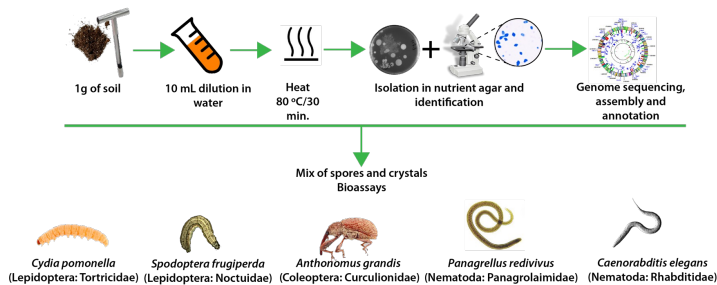 1g of soil
10 mL dilution in
water
Heat
80 ºC/30
min.
Isolation in nutrient agar and
identification
Genome sequencing,
assembly and
annotation
Mix of spores and crystals
Bioassays
Cydia pomonella
(Lepidoptera: Tortricidae)
Spodoptera frugiperda
(Lepidoptera: Noctuidae)
Anthonomus grandis
(Coleoptera: Curculionidae)
Panagrellus redivivus
(Nematoda: Panagrolaimidae)
Caenorabditis elegans
(Nematoda: Rhabditidae)